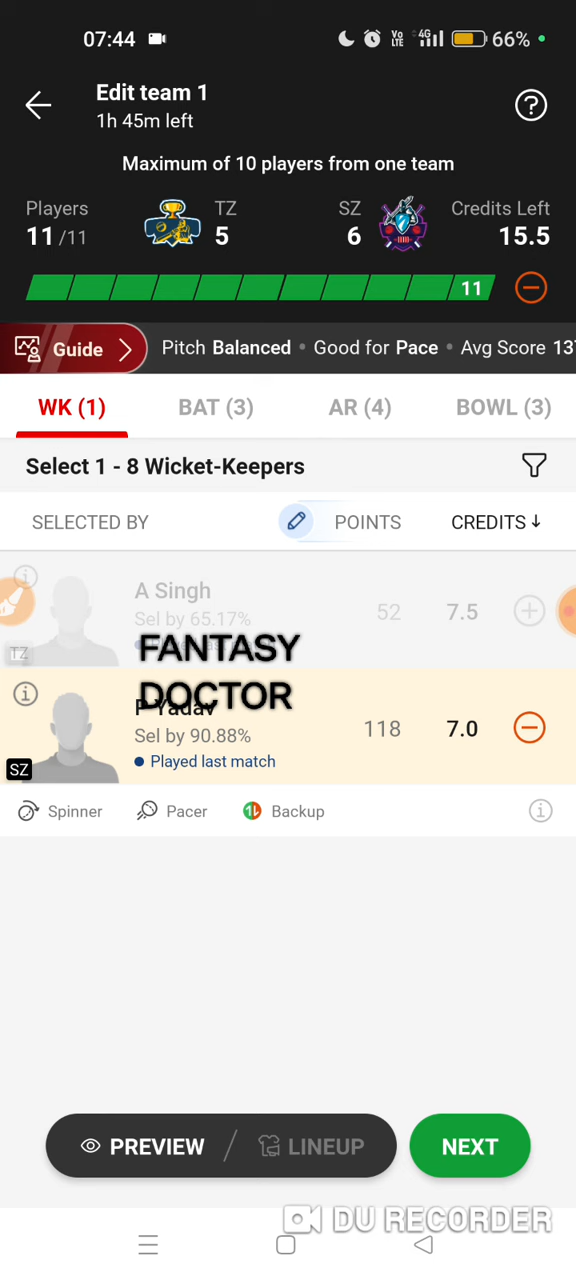 07:44
Vo LTE 4G 66%
Edit team 1
1h 45m left
Maximum of 10 players from one team
Players
TZ
SZ
Credits Left
11 /11
5
6
15.5
11
Guide
Pitch Balanced • Good for Pace • Avg Score 137
WK (1)
BAT (3)
AR (4)
BOWL (3)
Select 1 - 8 Wicket-Keepers
SELECTED BY
POINTS
CREDITS ↓
A Singh
Sel by 65.17%
52
7.5
TZ
FANTASY
DOCTOR
P Yadav
Sel by 90.88%
118
7.0
Played last match
SZ
Spinner
Pacer
Backup
PREVIEW
LINEUP
NEXT
DU RECORDER